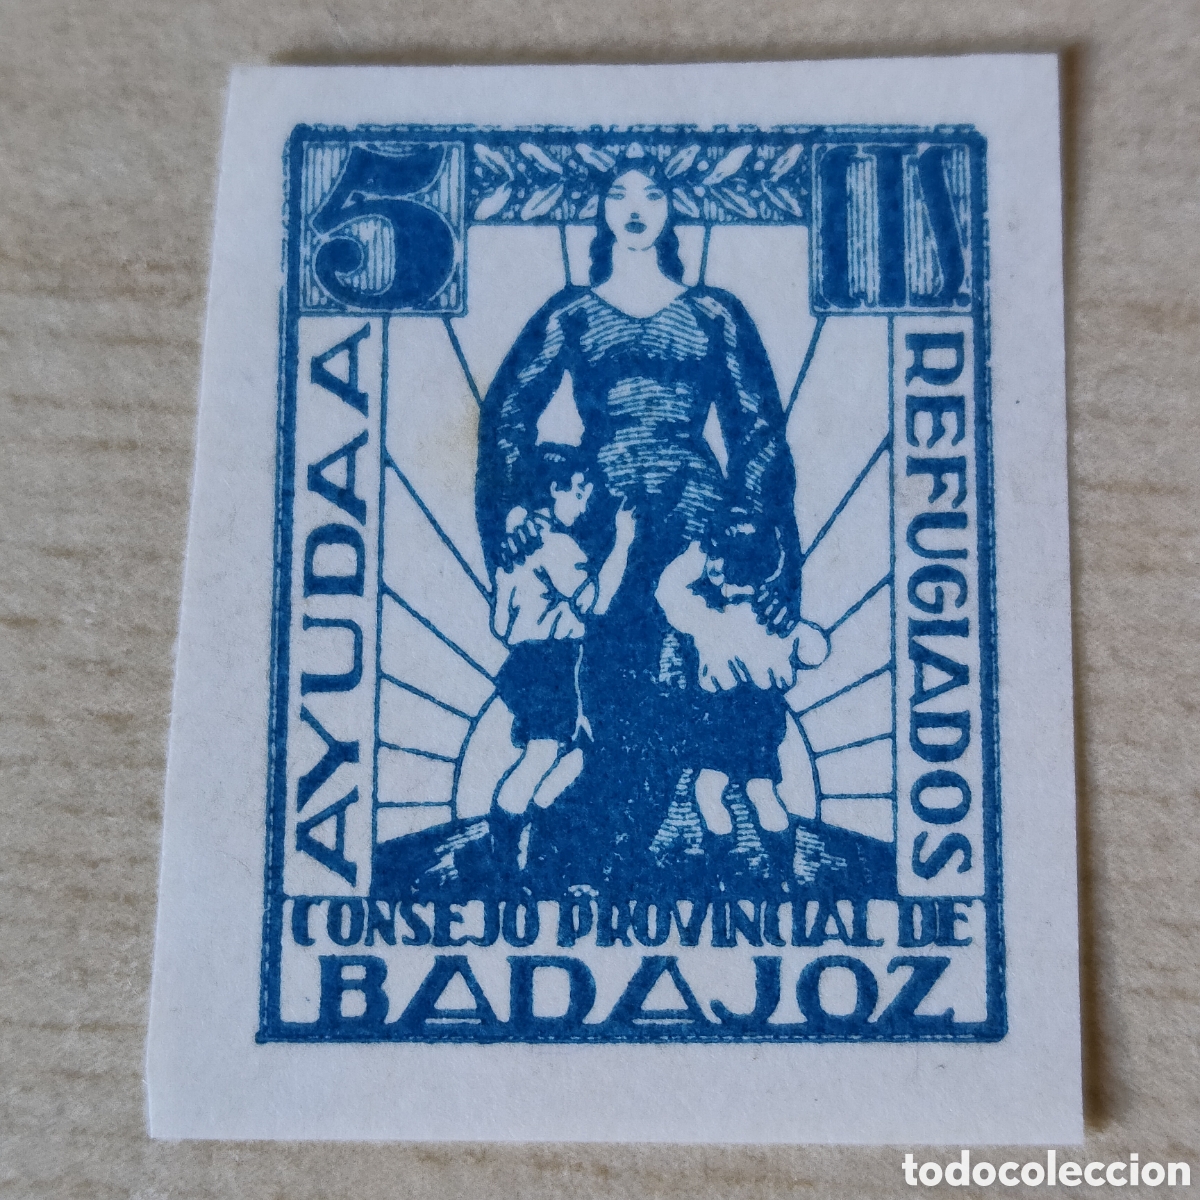 5 CTS
AYUDA A
REFUGIADOS
CONSEJO PROVINCIAL DE
BADAJOZ
todocoleccion